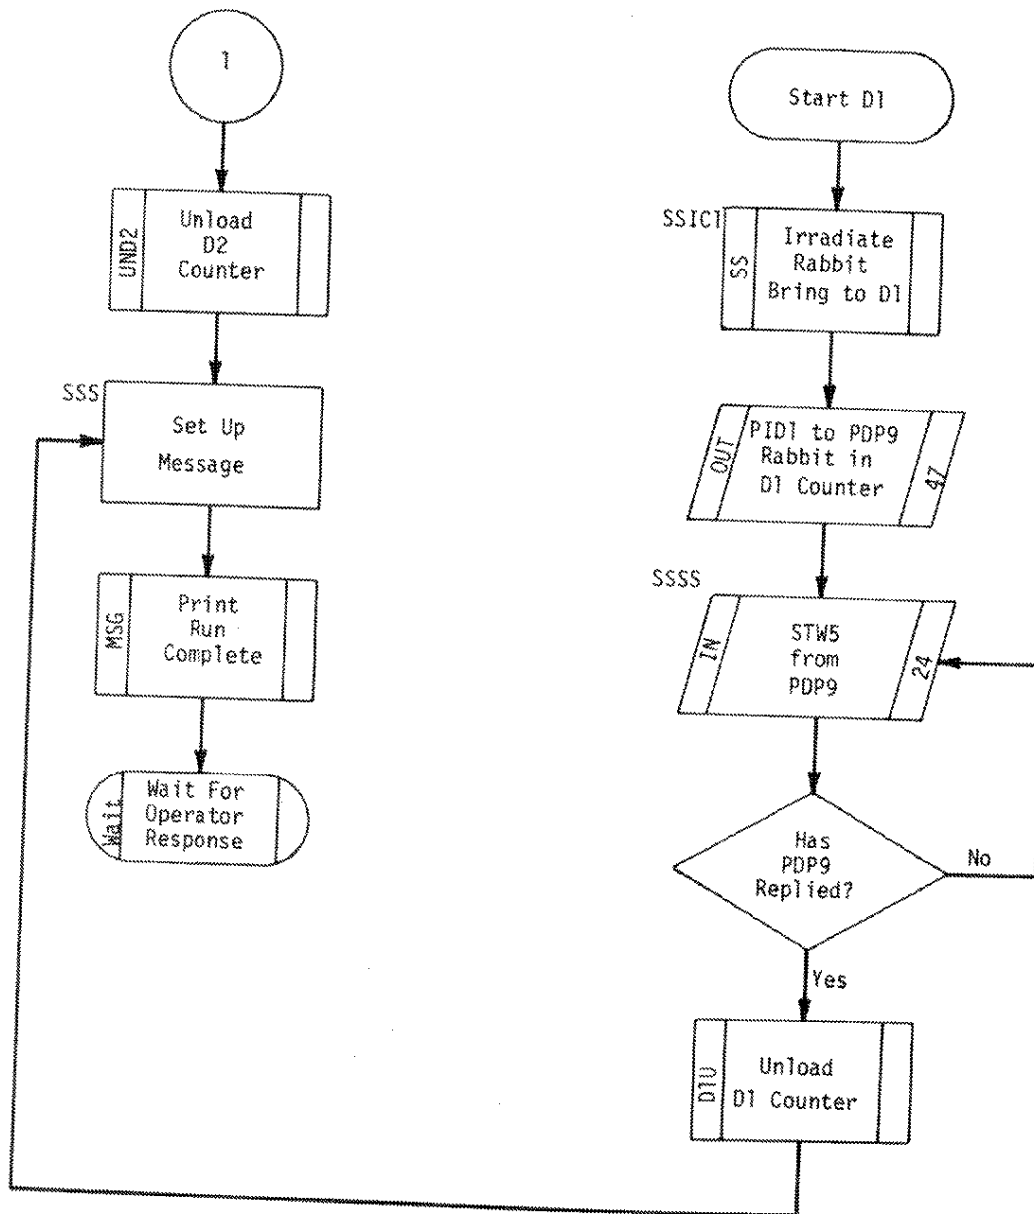 1
UND2
Unload
D2
Counter
SSS
Set Up
Message
MSG
Print
Run
Complete
Wait
Wait For
Operator
Response
Start D1
SSIC1
SS
Irradiate
Rabbit
Bring to D1
OUT
PID1 to PDP9
Rabbit in
D1 Counter
47
SSSS
IN
STW5
from
PDP9
24
Has
PDP9
Replied?
No
Yes
D1U
Unload
D1 Counter